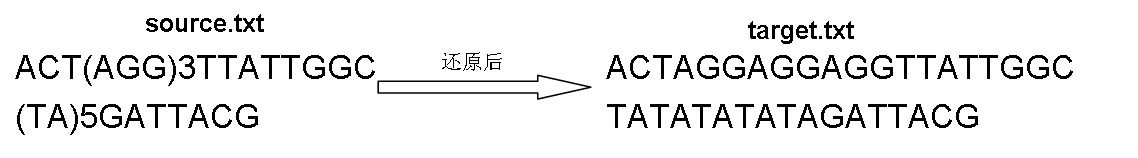 source.txt
ACT(AGG)3TTATTGGC
(TA)5GATTACG
还原后
target.txt
ACTAGGAGGAGGTTATTGGC
TATATATATAGATTACG